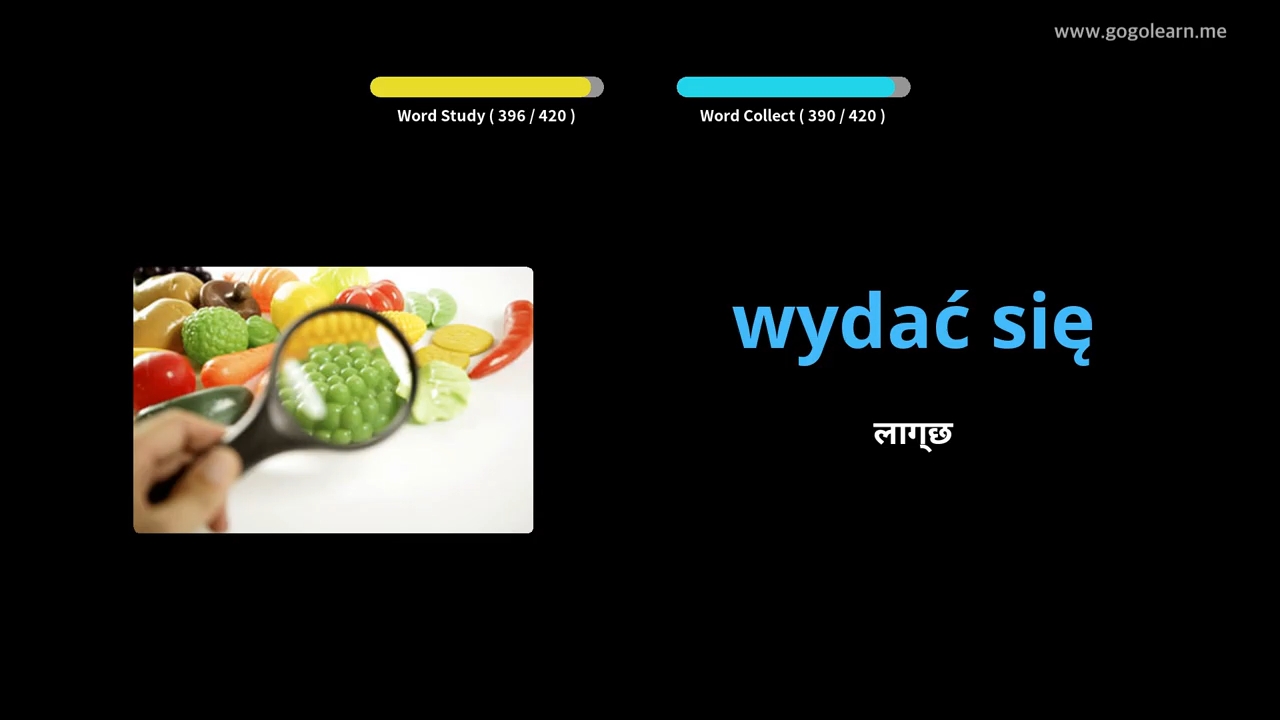 www.gogolearn.me
Word Study ( 396 / 420 )
Word Collect ( 390 / 420 )
wydać się
लाग्छ